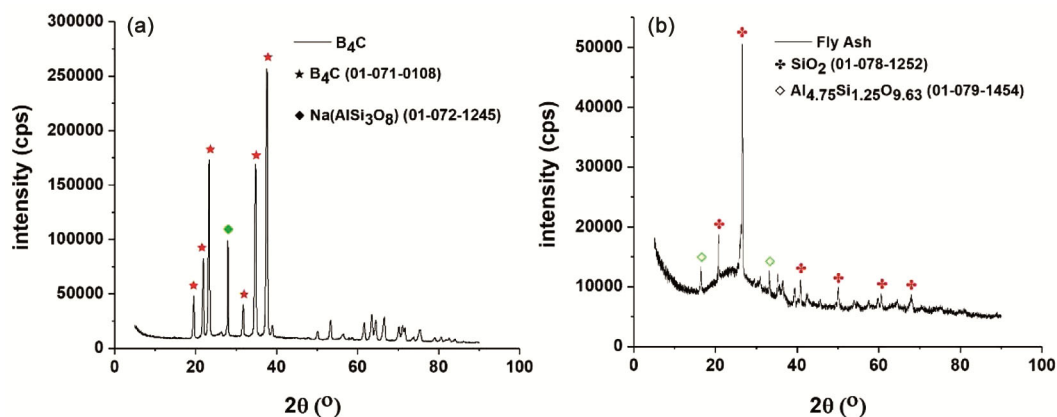 (a)
B4C
B4C (01-071-0108)
Na(AlSi3O8) (01-072-1245)
300000
250000
200000
150000
100000
50000
0
intensity (cps)
0 20 40 60 80 100
2θ (O)
(b)
Fly Ash
SiO2 (01-078-1252)
Al4.75Si1.25O9.63 (01-079-1454)
50000
40000
30000
20000
10000
0
intensity (cps)
0 20 40 60 80 100
2θ (O)